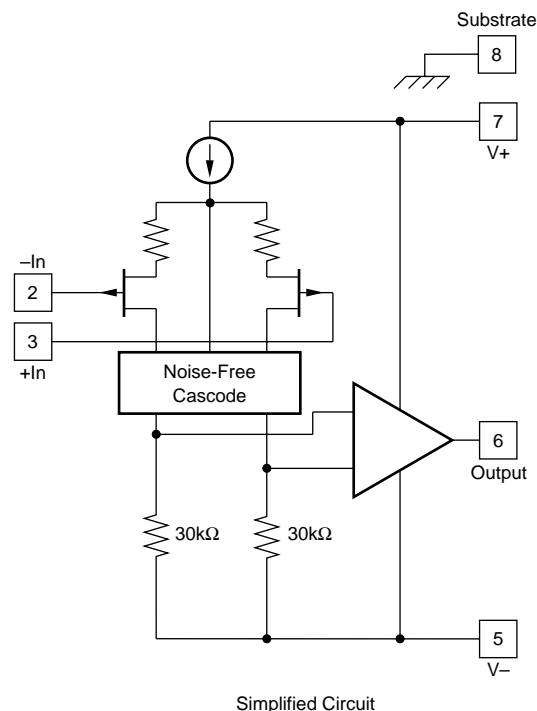 Substrate
8
7
V+
–In
2
3
+In
Noise-Free
Cascode
6
Output
30kΩ
30kΩ
5
V–
Simplified Circuit